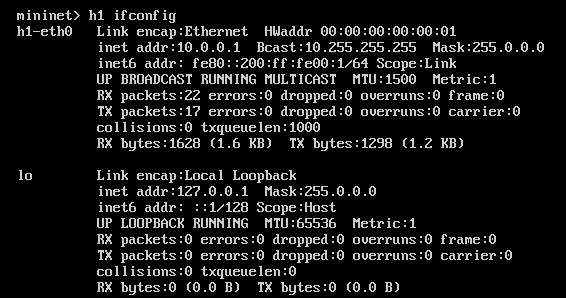 mininet> h1 ifconfig
h1-eth0   Link encap:Ethernet  HWaddr 00:00:00:00:00:01
          inet addr:10.0.0.1  Bcast:10.255.255.255  Mask:255.0.0.0
          inet6 addr: fe80::200:ff:fe00:1/64 Scope:Link
          UP BROADCAST RUNNING MULTICAST  MTU:1500  Metric:1
          RX packets:22 errors:0 dropped:0 overruns:0 frame:0
          TX packets:17 errors:0 dropped:0 overruns:0 carrier:0
          collisions:0 txqueuelen:1000
          RX bytes:1628 (1.6 KB)  TX bytes:1298 (1.2 KB)
lo        Link encap:Local Loopback
          inet addr:127.0.0.1  Mask:255.0.0.0
          inet6 addr: ::1/128 Scope:Host
          UP LOOPBACK RUNNING  MTU:65536  Metric:1
          RX packets:0 errors:0 dropped:0 overruns:0 frame:0
          TX packets:0 errors:0 dropped:0 overruns:0 carrier:0
          collisions:0 txqueuelen:0
          RX bytes:0 (0.0 B)  TX bytes:0 (0.0 B)